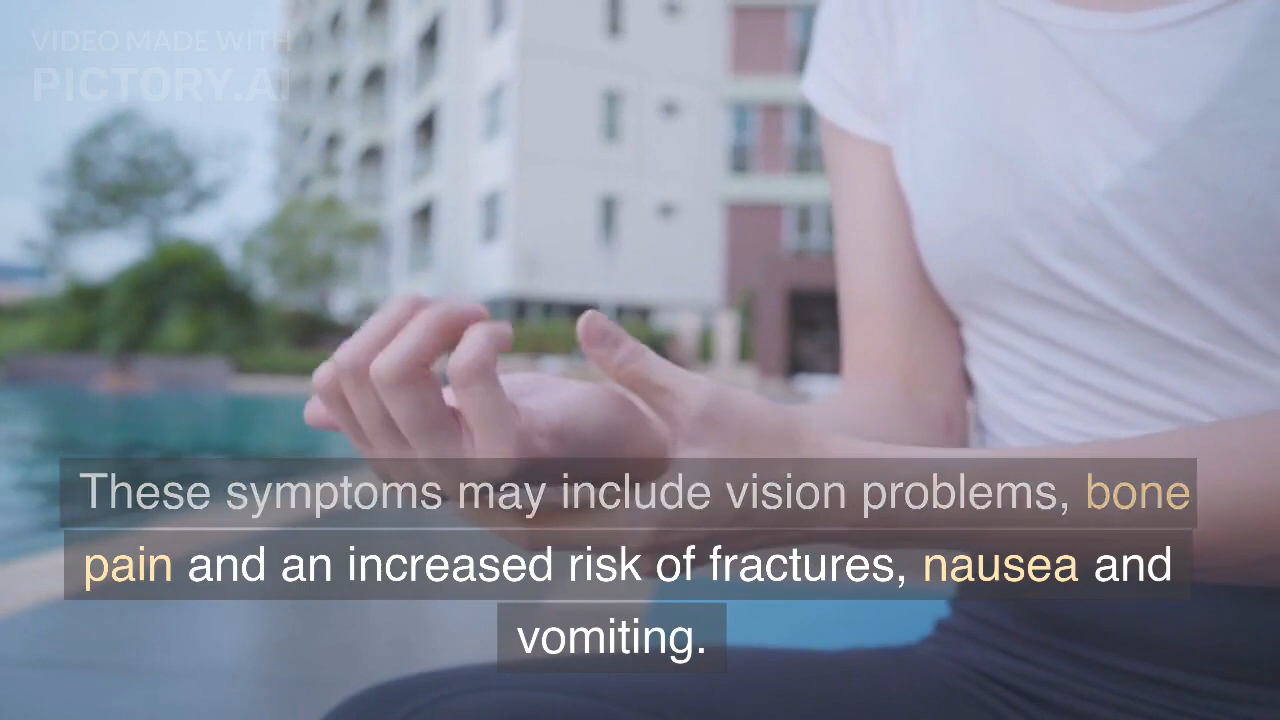 VIDEO MADE WITH
PICTORY.AI
These symptoms may include vision problems, bone
pain and an increased risk of fractures, nausea and
vomiting.